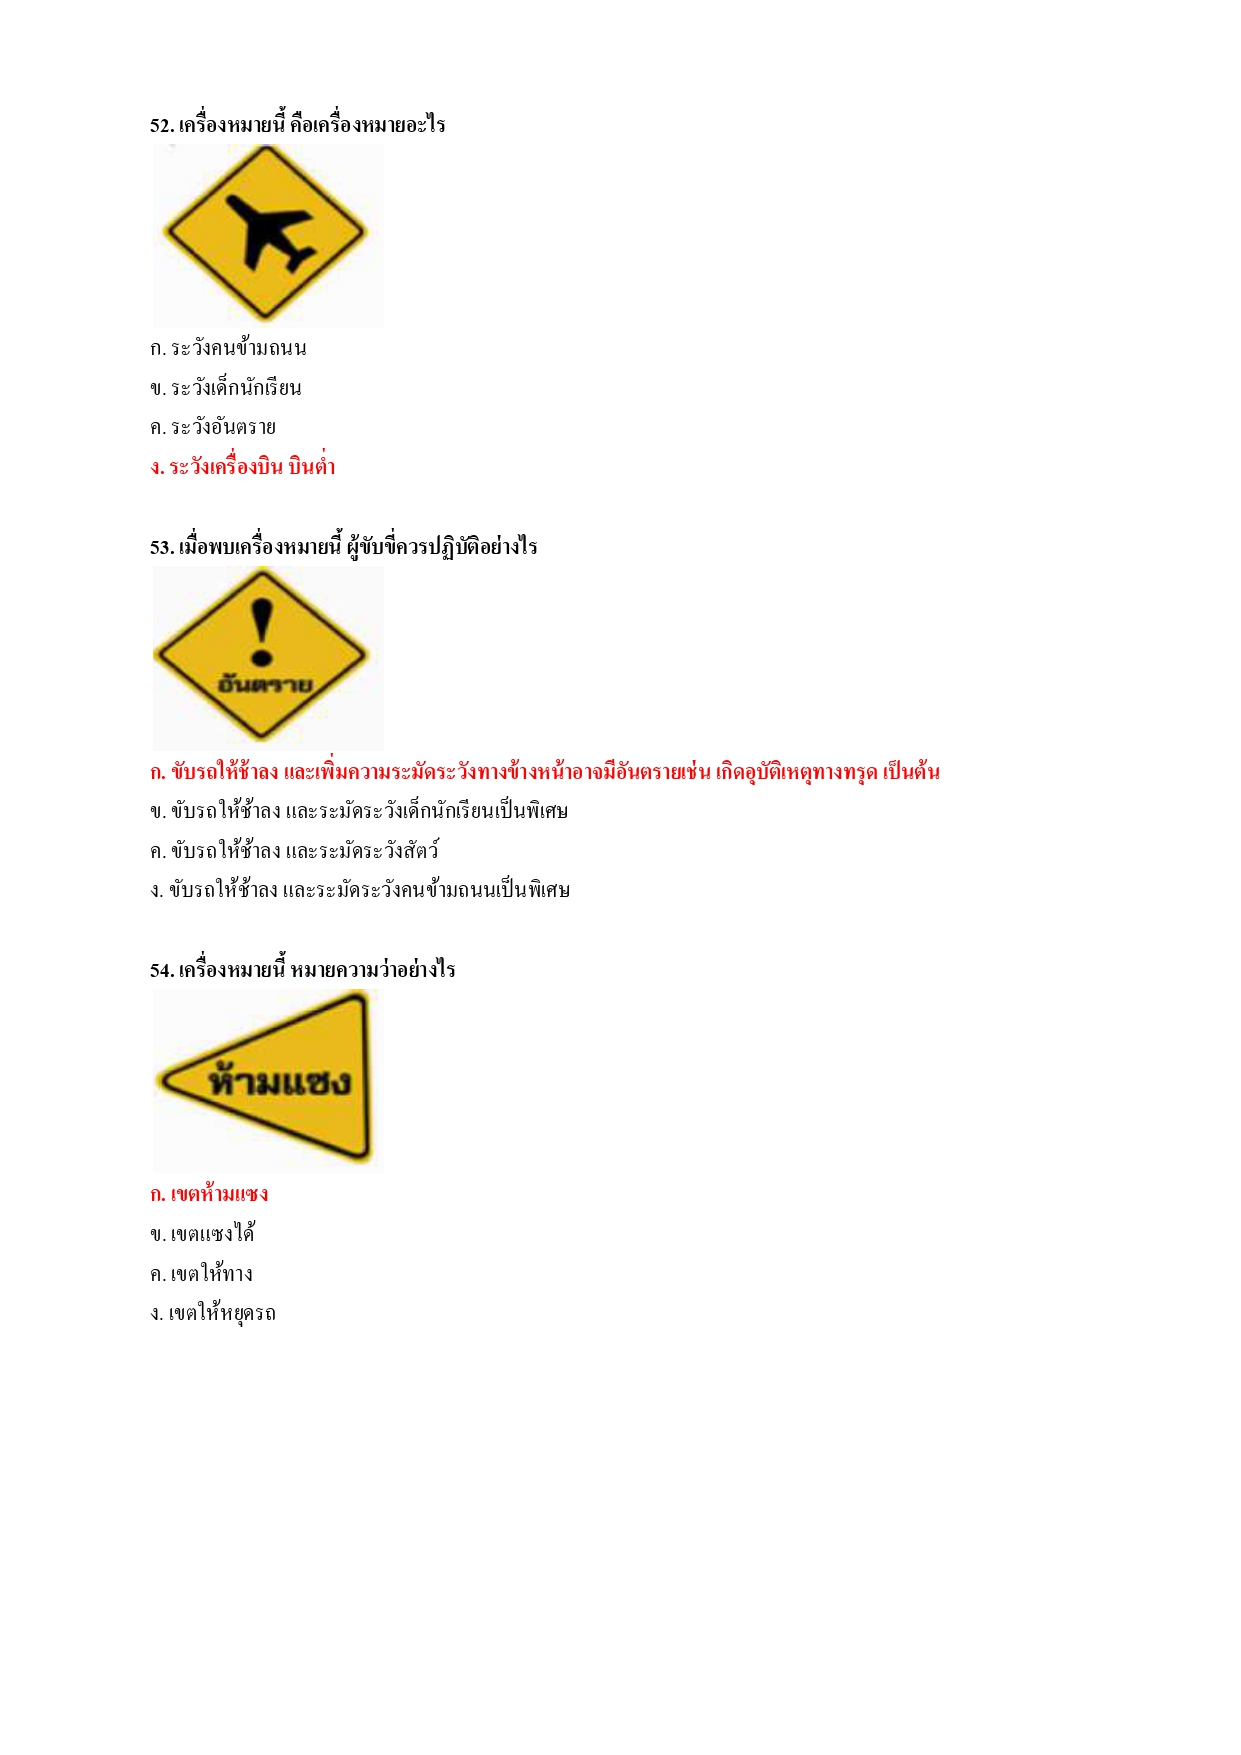 52. เครื่องหมายนี้ คือเครื่องหมายอะไร
ก. ระวังคนข้ามถนน
ข. ระวังเด็กนักเรียน
ค. ระวังอันตราย
ง. ระวังเครื่องบิน บินต่ำ
53. เมื่อพบเครื่องหมายนี้ ผู้ขับขี่ควรปฏิบัติอย่างไร
อันตราย
ก. ขับรถให้ช้าลง และเพิ่มความระมัดระวังทางข้างหน้าอาจมีอันตรายเช่น เกิดอุบัติเหตุทางทรุด เป็นต้น
ข. ขับรถให้ช้าลง และระมัดระวังเด็กนักเรียนเป็นพิเศษ
ค. ขับรถให้ช้าลง และระมัดระวังสัตว์
ง. ขับรถให้ช้าลง และระมัดระวังคนข้ามถนนเป็นพิเศษ
54. เครื่องหมายนี้ หมายความว่าอย่างไร
ห้ามแซง
ก. เขตห้ามแซง
ข. เขตแซงได้
ค. เขตให้ทาง
ง. เขตให้หยุดรถ